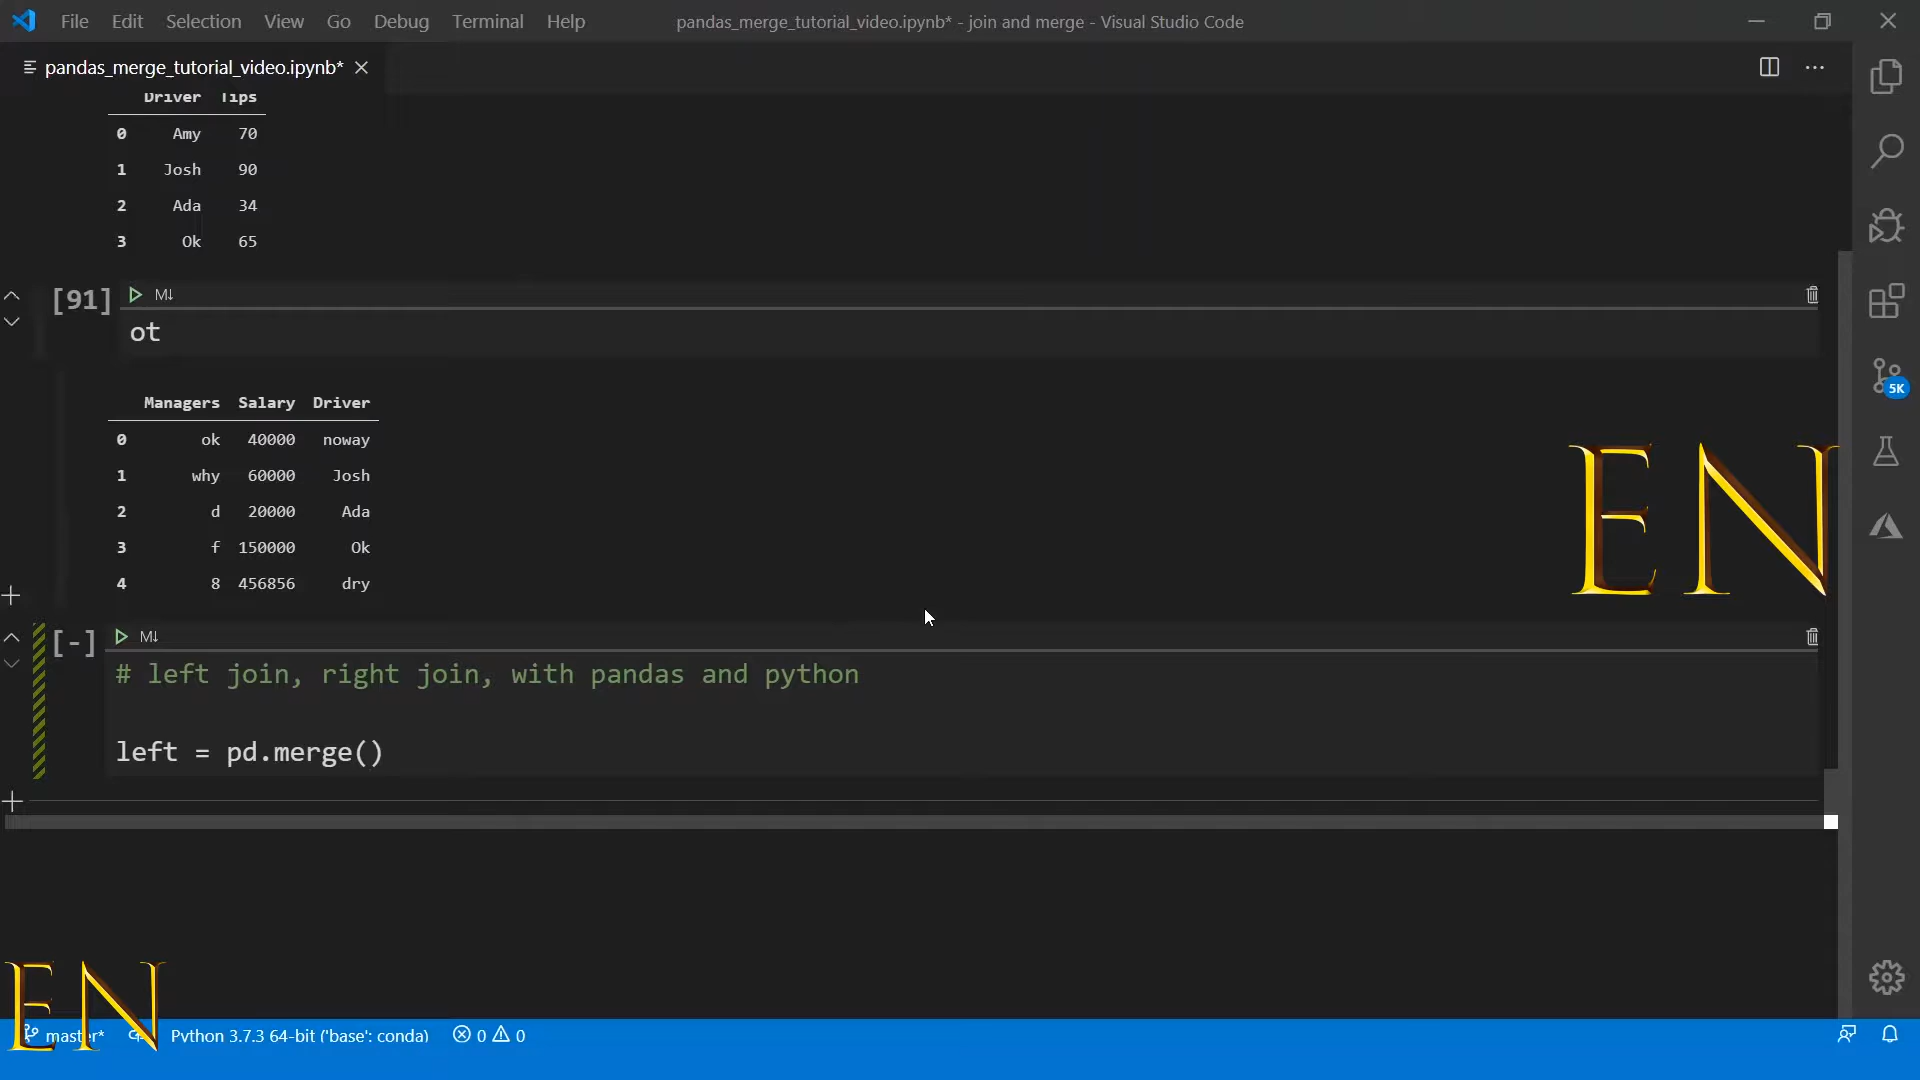 File Edit Selection View Go Debug Terminal Help pandas_merge_tutorial_video.ipynb* - join and merge - Visual Studio Code
pandas_merge_tutorial_video.ipynb*
Driver Tips
0 Amy 70
1 Josh 90
2 Ada 34
3 Ok 65
[91] M↓
ot
Managers Salary Driver
0 ok 40000 noway
1 why 60000 Josh
2 d 20000 Ada
3 f 150000 Ok
4 8 456856 dry
5K
EN
[-] M↓
# left join, right join, with pandas and python
left = pd.merge()
EN
master* Python 3.7.3 64-bit ('base': conda) 0 0